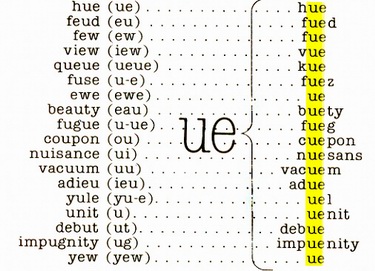 hue (ue) ........ hue
feud (eu) ........ fued
few (ew) ........ fue
view (iew) ........ vue
queue (ueue) ........ kue
fuse (u-e) ........ fuez
ewe (ewe) ........ ue
beauty (eau) ........ buety
fugue (u-ue) ........ fueg
coupon (ou) ........ cuepon
nuisance (ui) ........ nuesans
vacuum (uu) ........ vacuem
adieu (ieu) ........ adue
yule (yu-e) ........ uel
unit (u) ........ uenit
debut (ut) ........ debue
impugnity (ug) ........ impuenity
yew (yew) ........ ue
ue